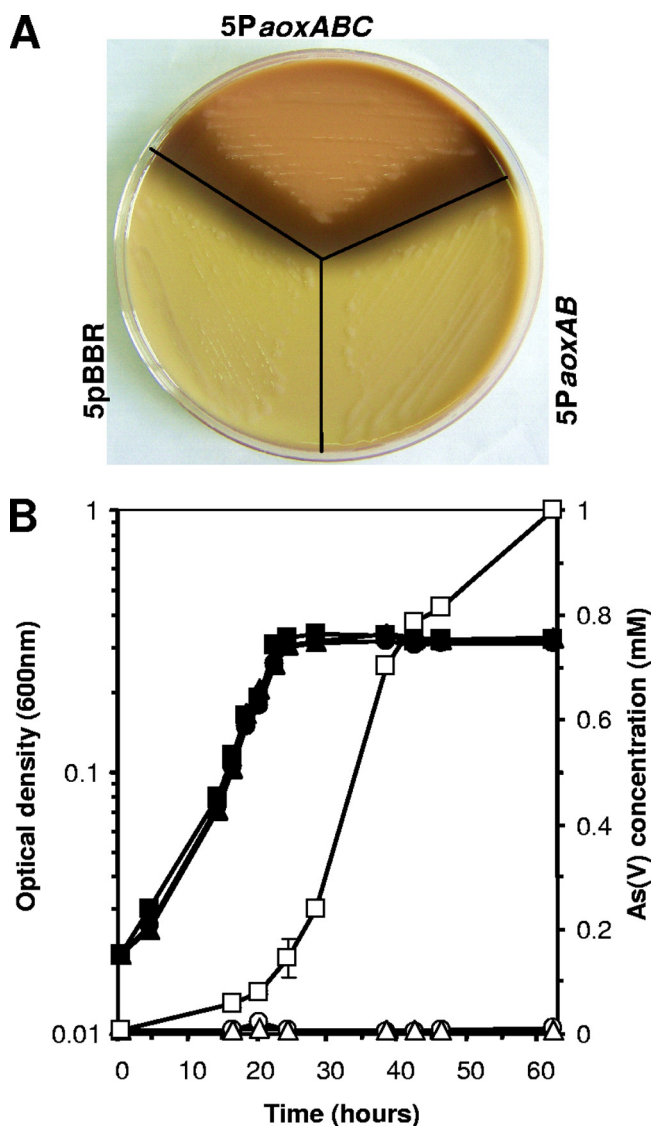 A
5PaoxABC
5pBBR
5PaoxAB
B
1
0.1
0.01
Optical density (600nm)
1
0.8
0.6
0.4
0.2
0
As(V) concentration (mM)
0 10 20 30 40 50 60
Time (hours)